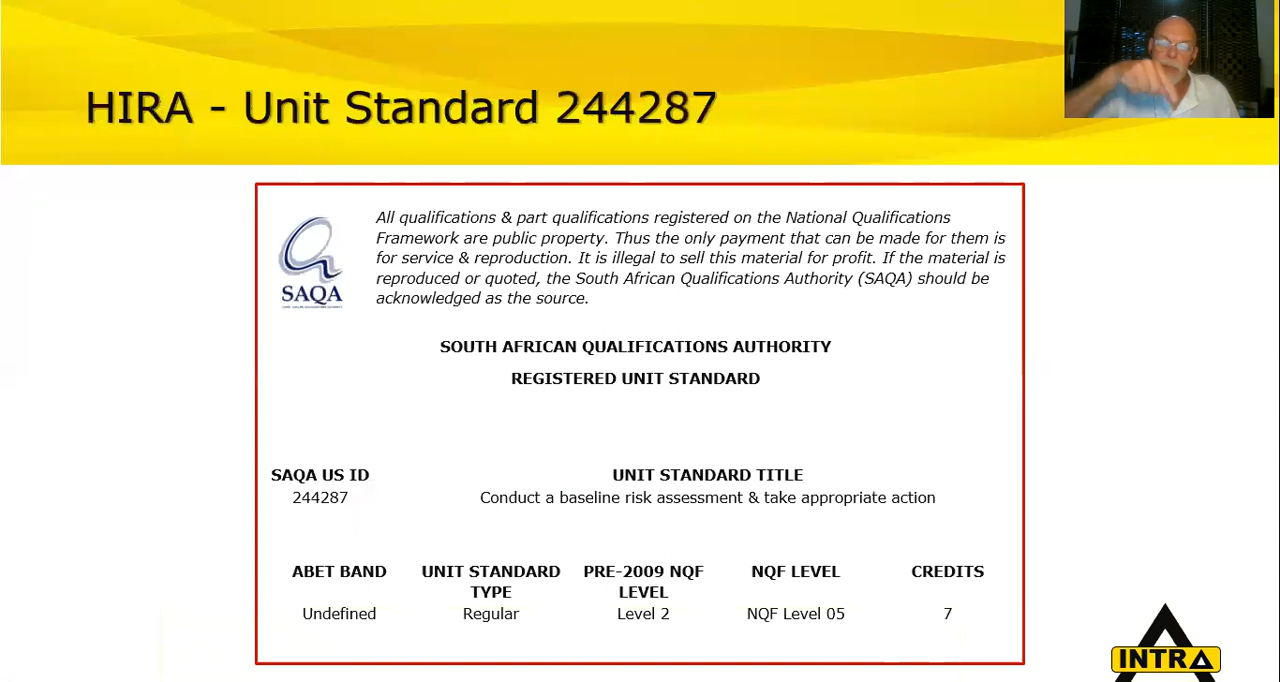 HIRA - Unit Standard 244287
All qualifications & part qualifications registered on the National Qualifications
Framework are public property. Thus the only payment that can be made for them is
for service & reproduction. It is illegal to sell this material for profit. If the material is
reproduced or quoted, the South African Qualifications Authority (SAQA) should be
acknowledged as the source.
SAQA
SOUTH AFRICAN QUALIFICATIONS AUTHORITY
REGISTERED UNIT STANDARD
SAQA US ID UNIT STANDARD TITLE
244287 Conduct a baseline risk assessment & take appropriate action
ABET BAND UNIT STANDARD TYPE PRE-2009 NQF LEVEL NQF LEVEL CREDITS
Undefined Regular Level 2 NQF Level 05 7
INTRA